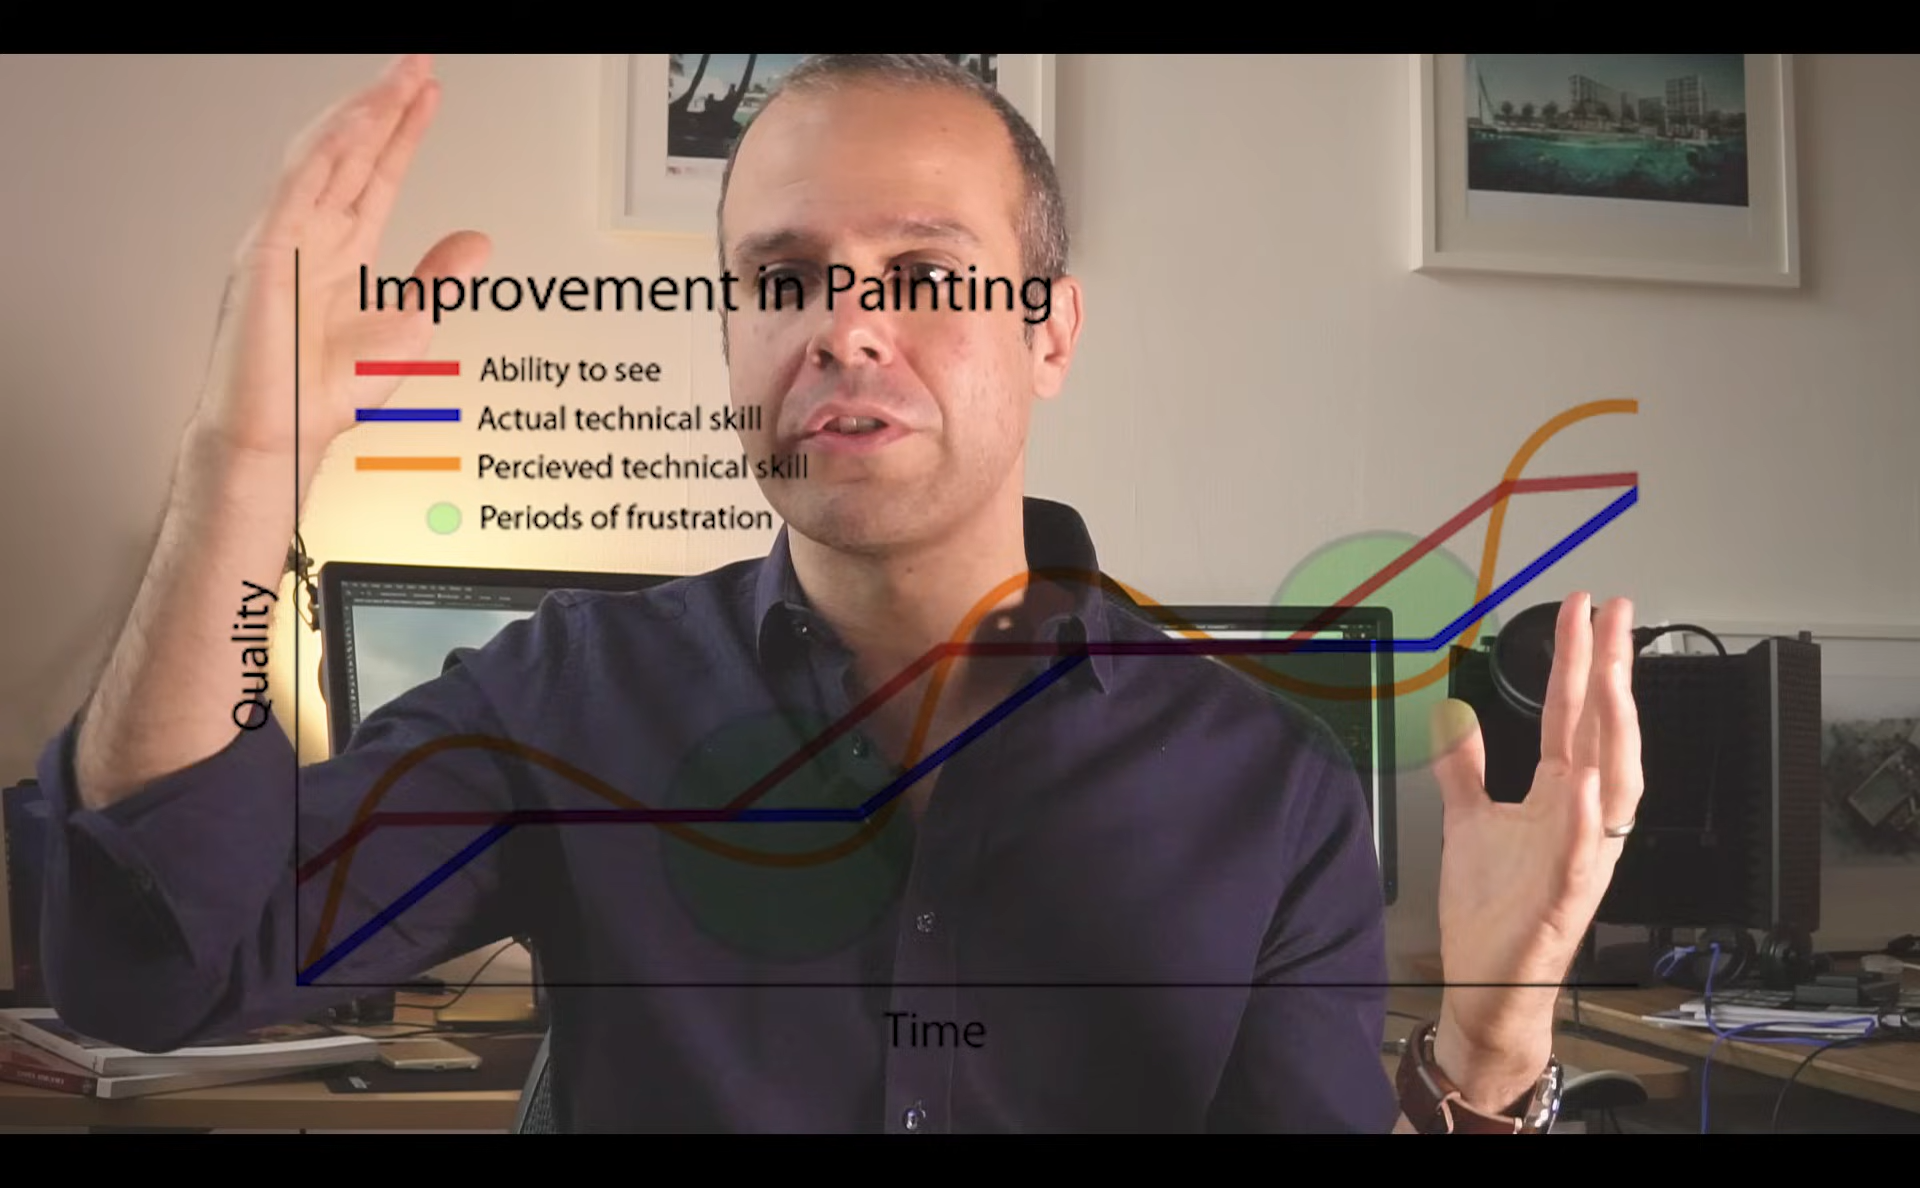 Improvement in Painting
Ability to see
Actual technical skill
Percieved technical skill
Periods of frustration
Quality
Time